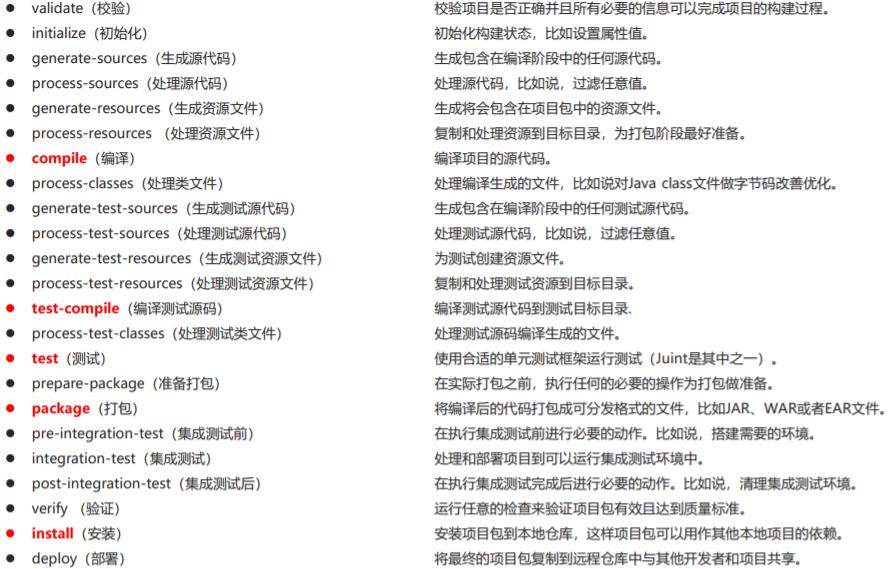 ● validate（校验） 校验项目是否正确并且所有必要的信息可以完成项目的构建过程。
● initialize（初始化） 初始化构建状态，比如设置属性值。
● generate-sources（生成源代码） 生成包含在编译阶段中的任何源代码。
● process-sources（处理源代码） 处理源代码，比如说，过滤任意值。
● generate-resources（生成资源文件） 生成将会包含在项目包中的资源文件。
● process-resources （处理资源文件） 复制和处理资源到目标目录，为打包阶段最好准备。
● compile（编译） 编译项目的源代码。
● process-classes（处理类文件） 处理编译生成的文件，比如说对Java class文件做字节码改善优化。
● generate-test-sources（生成测试源代码） 生成包含在编译阶段中的任何测试源代码。
● process-test-sources（处理测试源代码） 处理测试源代码，比如说，过滤任意值。
● generate-test-resources（生成测试资源文件） 为测试创建资源文件。
● process-test-resources（处理测试资源文件） 复制和处理测试资源到目标目录。
● test-compile（编译测试源码） 编译测试源代码到测试目标目录.
● process-test-classes（处理测试类文件） 处理测试源码编译生成的文件。
● test（测试） 使用合适的单元测试框架运行测试（Juint是其中之一）。
● prepare-package（准备打包） 在实际打包之前，执行任何的必要的操作为打包做准备。
● package（打包） 将编译后的代码打包成可分发格式的文件，比如JAR、WAR或者EAR文件。
● pre-integration-test（集成测试前） 在执行集成测试前进行必要的动作。比如说，搭建需要的环境。
● integration-test（集成测试） 处理和部署项目到可以运行集成测试环境中。
● post-integration-test（集成测试后） 在执行集成测试完成后进行必要的动作。比如说，清理集成测试环境。
● verify （验证） 运行任意的检查来验证项目包有效且达到质量标准。
● install（安装） 安装项目包到本地仓库，这样项目包可以用作其他本地项目的依赖。
● deploy（部署） 将最终的项目包复制到远程仓库中与其他开发者和项目共享。